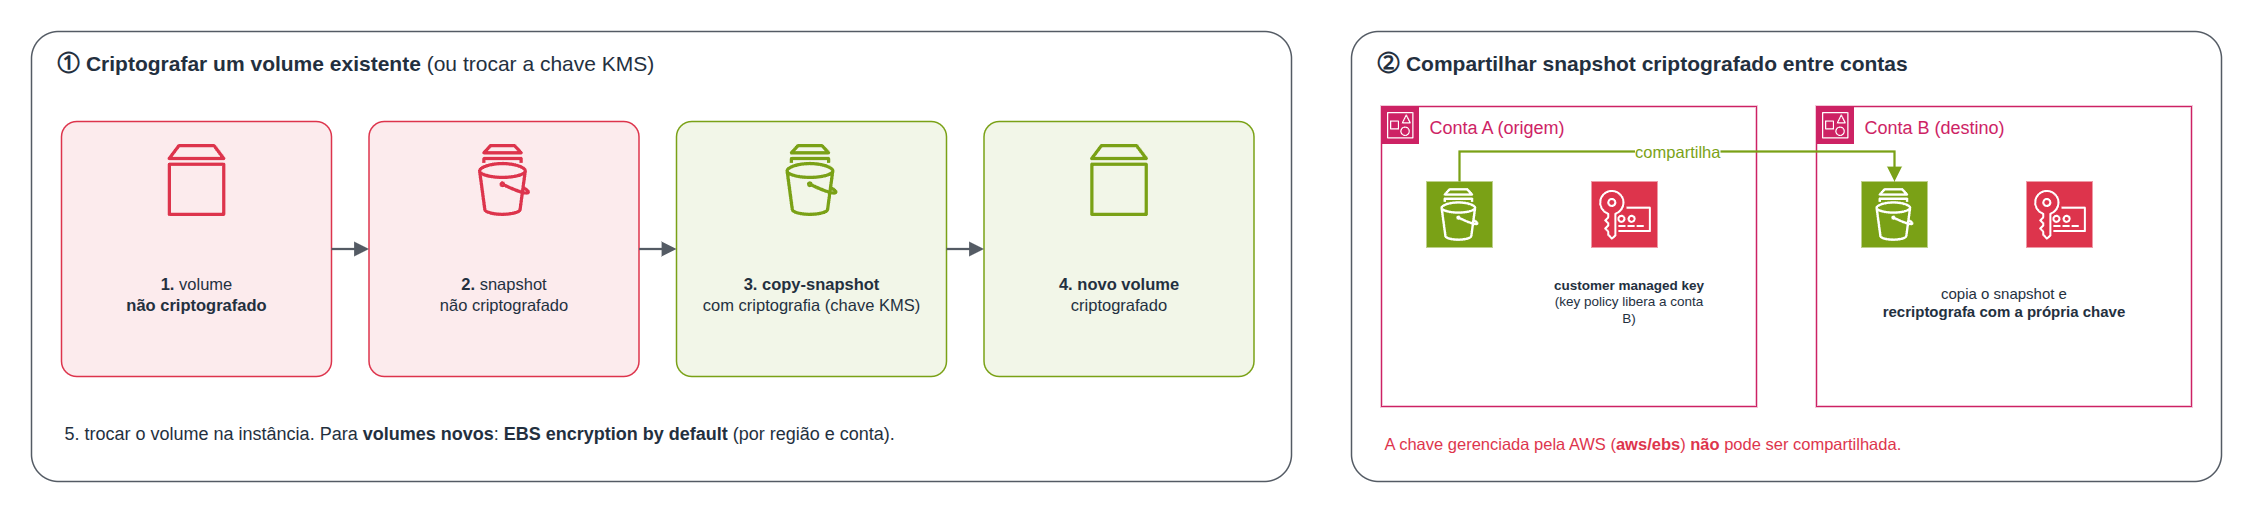 ① Criptografar um volume existente (ou trocar a chave KMS)
1. volume
não criptografado
2. snapshot
não criptografado
3. copy-snapshot
com criptografia (chave KMS)
4. novo volume
criptografado
5. trocar o volume na instância. Para volumes novos: EBS encryption by default (por região e conta).
② Compartilhar snapshot criptografado entre contas
Conta A (origem)
Conta B (destino)
compartilha
customer managed key
(key policy libera a conta
B)
copia o snapshot e
recriptografa com a própria chave
A chave gerenciada pela AWS (aws/ebs) não pode ser compartilhada.